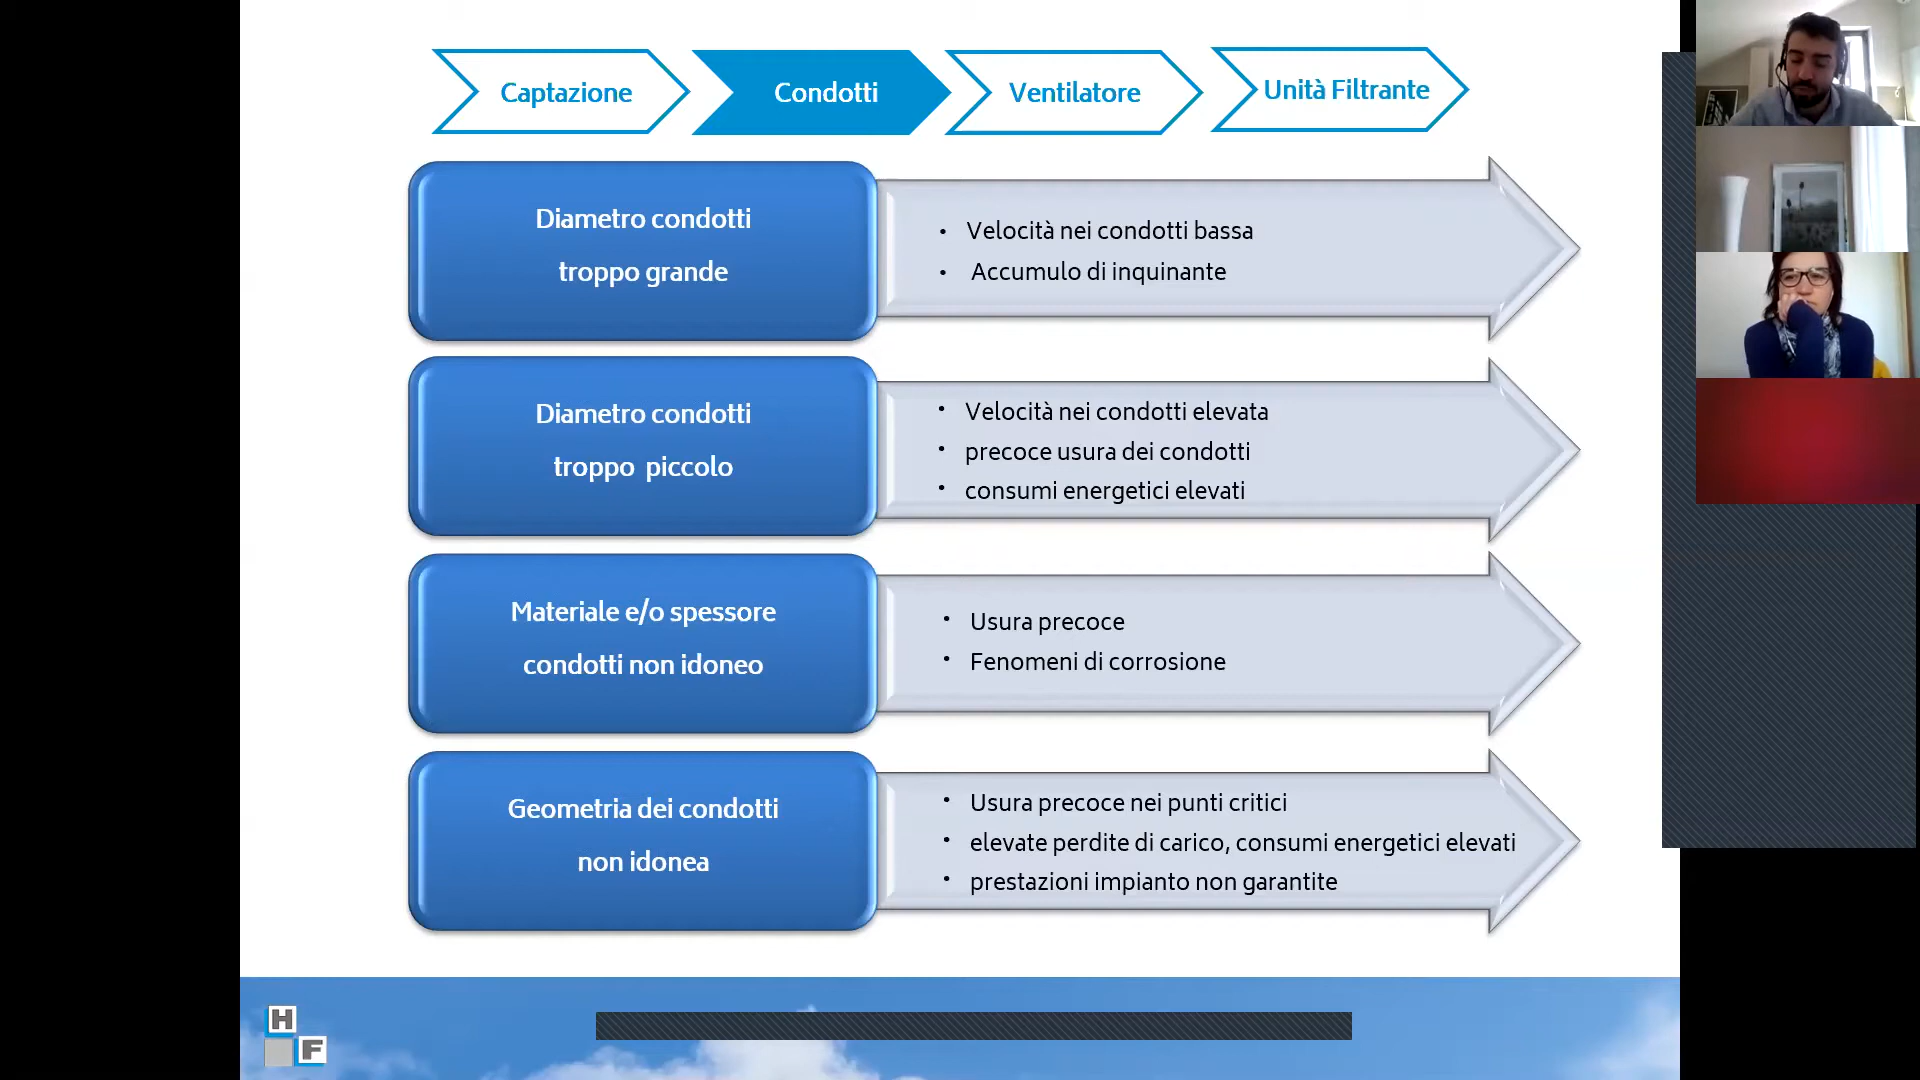 Captazione
Condotti
Ventilatore
Unità Filtrante
Diametro condotti
troppo grande
• Velocità nei condotti bassa
• Accumulo di inquinante
Diametro condotti
troppo piccolo
• Velocità nei condotti elevata
• precoce usura dei condotti
• consumi energetici elevati
Materiale e/o spessore
condotti non idoneo
• Usura precoce
• Fenomeni di corrosione
Geometria dei condotti
non idonea
• Usura precoce nei punti critici
• elevate perdite di carico, consumi energetici elevati
• prestazioni impianto non garantite
H
F